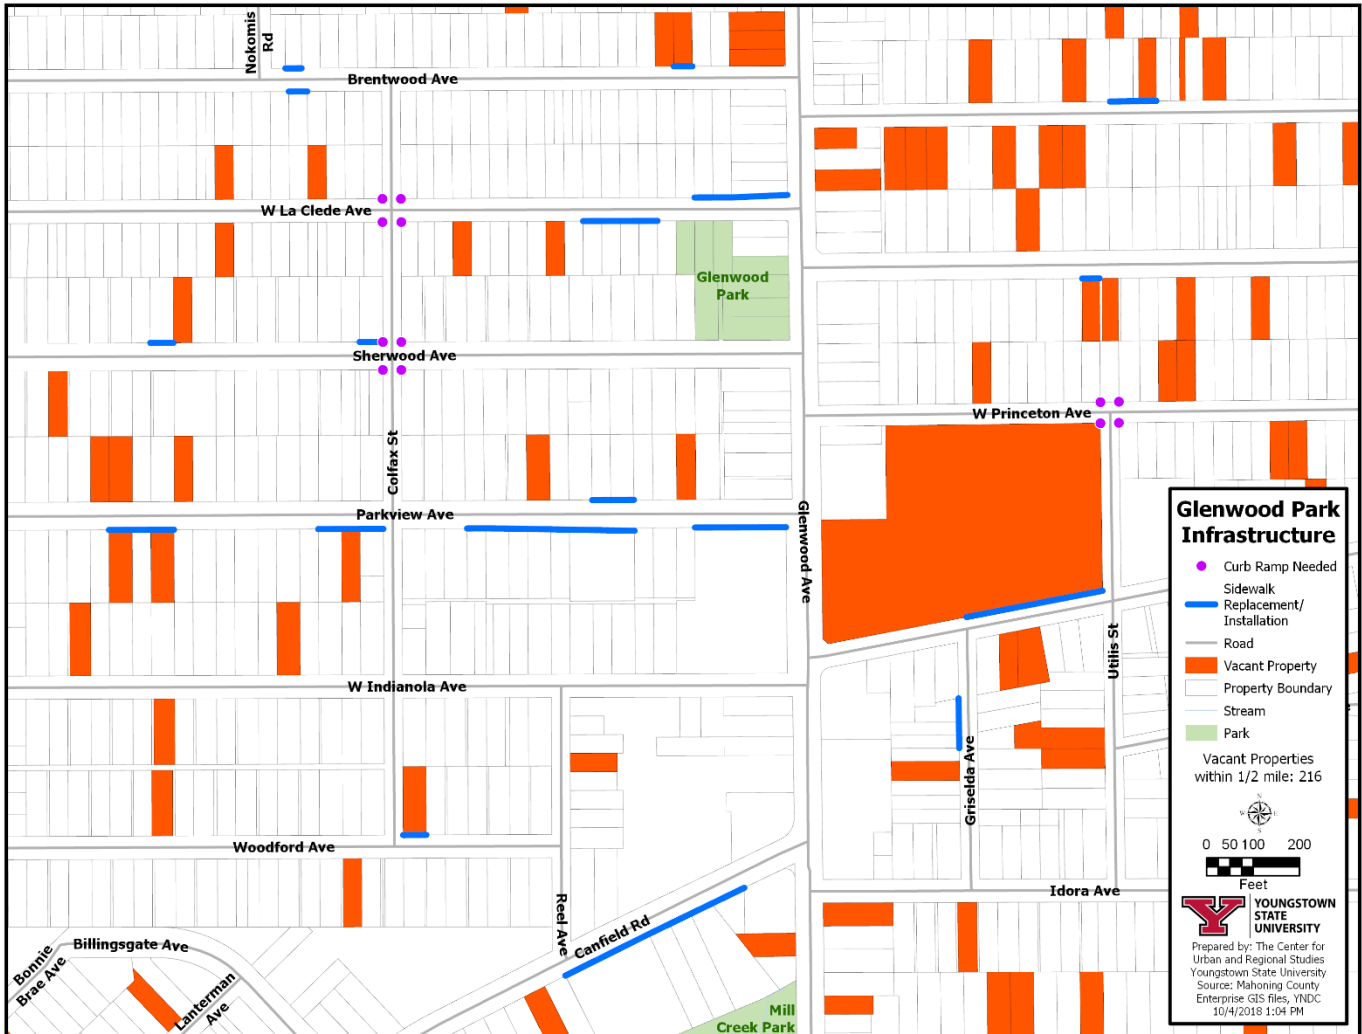 Nokomis
Rd
Brentwood Ave
W La Clede Ave
Glenwood
Park
Sherwood Ave
W Princeton Ave
Colfax St
Parkview Ave
Glenwood Ave
Utilis St
W Indianola Ave
Griselda Ave
Woodford Ave
Idora Ave
Reel Ave
Canfield Rd
Billingsgate Ave
Bonnie
Brae Ave
Lanterman
Ave
Mill
Creek Park
Glenwood Park
Infrastructure
Curb Ramp Needed
Sidewalk
Replacement/
Installation
Road
Vacant Property
Property Boundary
Stream
Park
Vacant Properties
within 1/2 mile: 216
N
W E
S
0 50 100 200
Feet
Y
YOUNGSTOWN
STATE
UNIVERSITY
Prepared by: The Center for
Urban and Regional Studies
Youngstown State University
Source: Mahoning County
Enterprise GIS files, YNDC
10/4/2018 1:04 PM